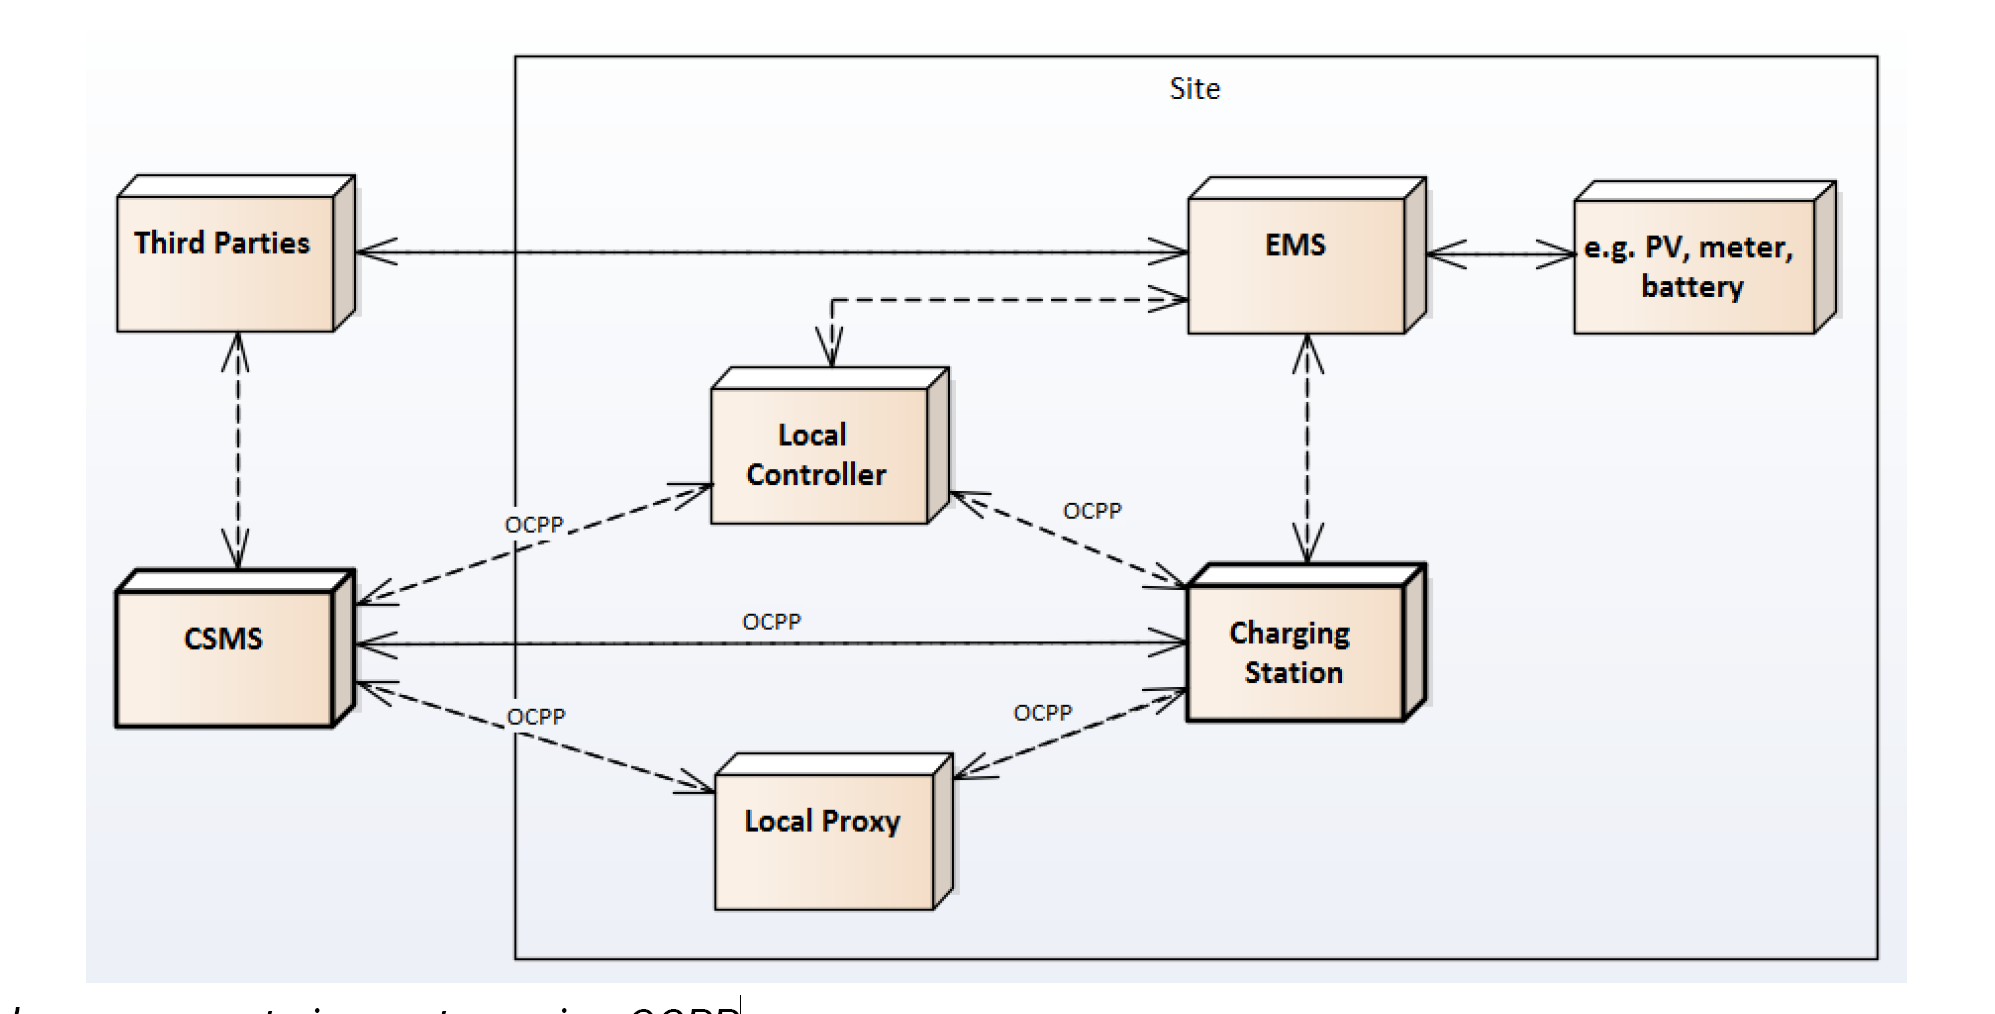 Site
Third Parties
EMS
e.g. PV, meter,
battery
Local
Controller
OCPP
OCPP
CSMS
OCPP
Charging
Station
OCPP
OCPP
Local Proxy
OCPP